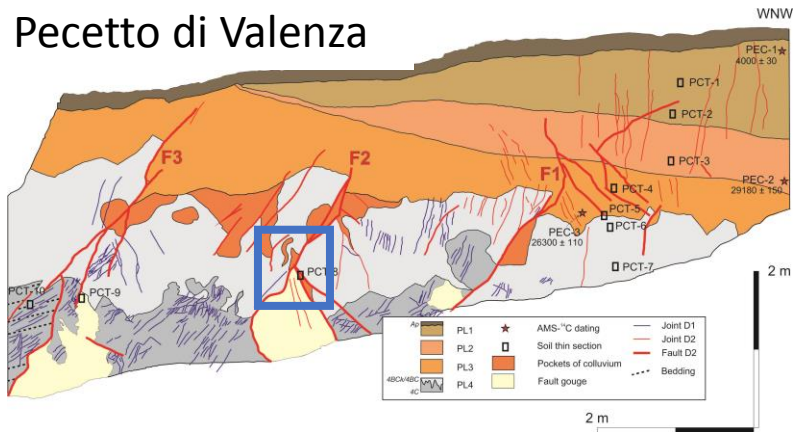 Pecetto di Valenza
WNW
PEC-1
4000 ± 30
PCT-1
PCT-2
F3
F2
F1
PCT-3
PEC-2
29180 ± 150
PCT-4
PCT-5
PEC-3
26300 ± 110
PCT-6
PCT-7
PCT-8
PCT-10
PCT-9
2 m
Ap
PL1
PL2
PL3
4BCk/4BC
4C
PL4
AMS-¹⁴C dating
Soil thin section
Pockets of colluvium
Fault gouge
Joint D1
Joint D2
Fault D2
Bedding
2 m